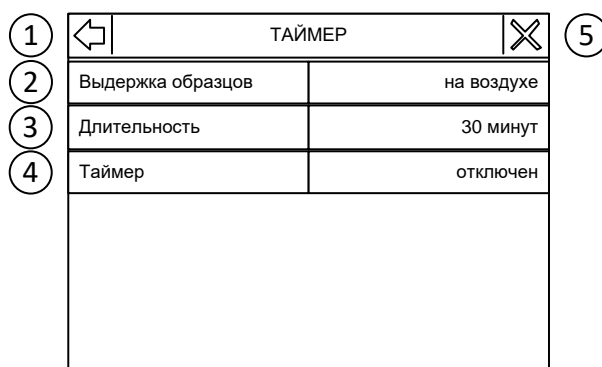 1 ТАЙМЕР 5
2 Выдержка образцов на воздухе
3 Длительность 30 минут
4 Таймер отключен